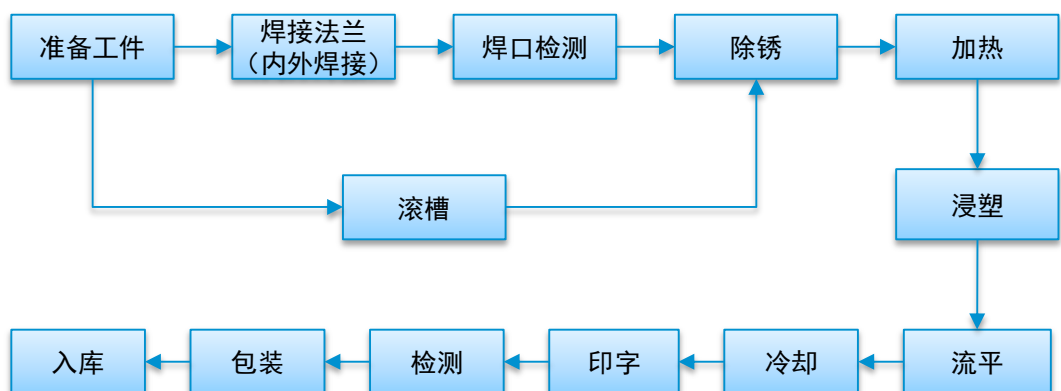 准备工件
焊接法兰
（内外焊接）
焊口检测
除锈
加热
滚槽
浸塑
入库
包装
检测
印字
冷却
流平